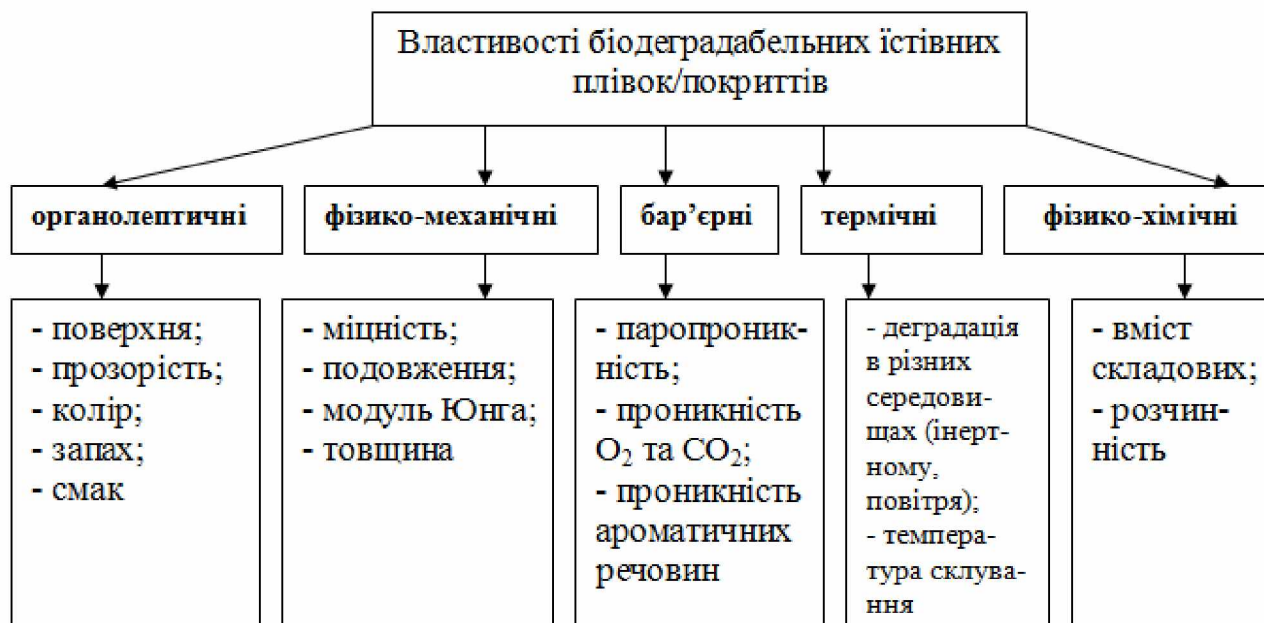 Властивості біодеградабельних їстівних
плівок/покриттів
органолептичні
фізико-механічні
бар’єрні
термічні
фізико-хімічні
- поверхня;
- прозорість;
- колір;
- запах;
- смак
- міцність;
- подовження;
- модуль Юнга;
- товщина
- паропроник-
ність;
- проникність
O₂ та CO₂;
- проникність
ароматичних
речовин
- деградація
в різних
середови-
щах (інерт-
ному,
повітря);
- темпера-
тура склува-
ння
- вміст
складових;
- розчин-
ність